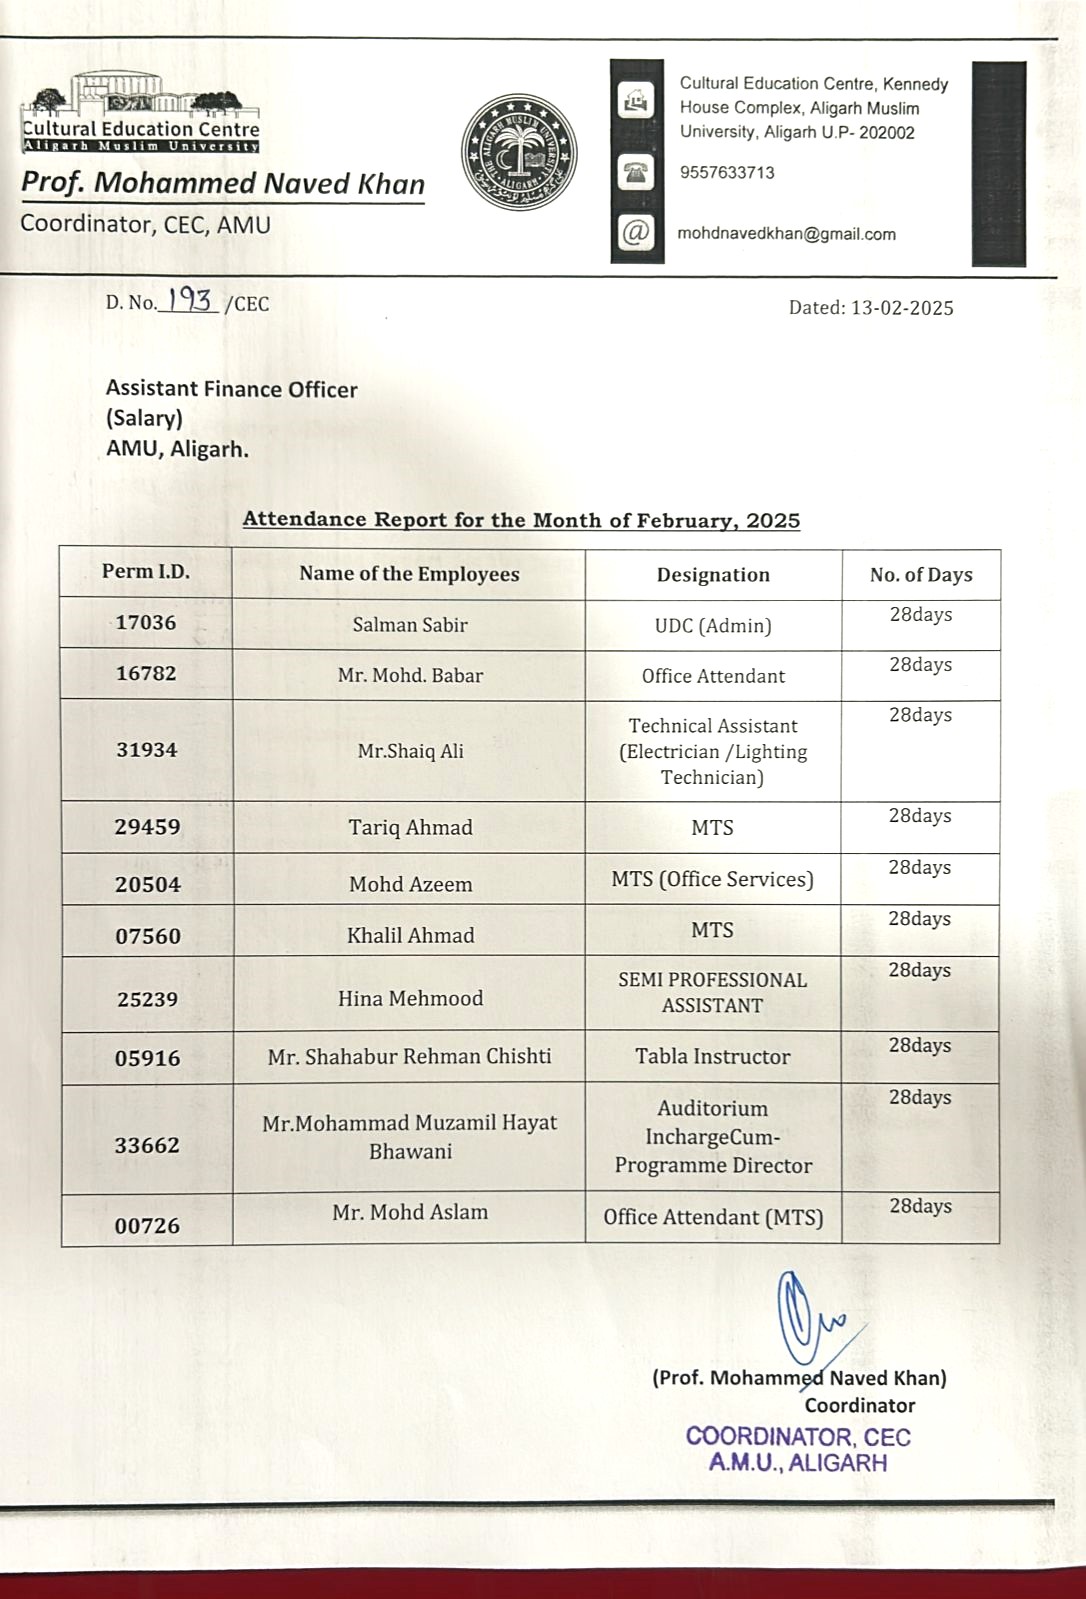 Cultural Education Centre
Aligarh Muslim University
Prof. Mohammed Naved Khan
Coordinator, CEC, AMU
THE ALIGARH MUSLIM UNIVERSITY
ALIGARH
Cultural Education Centre, Kennedy
House Complex, Aligarh Muslim
University, Aligarh U.P- 202002
9557633713
@
mohdnavedkhan@gmail.com
D. No. 193 /CEC
Dated: 13-02-2025
Assistant Finance Officer
(Salary)
AMU, Aligarh.
Attendance Report for the Month of February, 2025
Perm I.D. Name of the Employees Designation No. of Days
17036 Salman Sabir UDC (Admin) 28days
16782 Mr. Mohd. Babar Office Attendant 28days
31934 Mr.Shaiq Ali Technical Assistant 28days
(Electrician /Lighting
Technician)
29459 Tariq Ahmad MTS 28days
20504 Mohd Azeem MTS (Office Services) 28days
07560 Khalil Ahmad MTS 28days
25239 Hina Mehmood SEMI PROFESSIONAL 28days
ASSISTANT
05916 Mr. Shahabur Rehman Chishti Tabla Instructor 28days
33662 Mr.Mohammad Muzamil Hayat Auditorium 28days
Bhawani InchargeCum-
Programme Director
00726 Mr. Mohd Aslam Office Attendant (MTS) 28days
(Prof. Mohammed Naved Khan)
Coordinator
COORDINATOR, CEC
A.M.U., ALIGARH